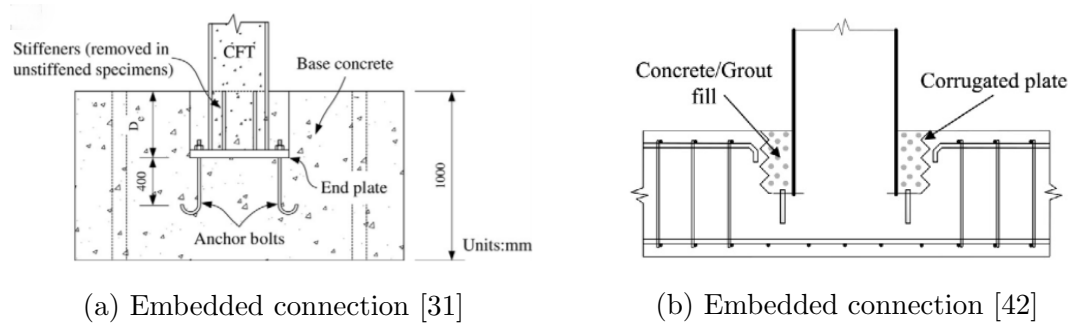 Stiffeners (removed in
unstiffened specimens)
CFT
Base concrete
D_c
400
1000
End plate
Anchor bolts
Units:mm
Concrete/Grout
fill
Corrugated plate
(a) Embedded connection [31]
(b) Embedded connection [42]